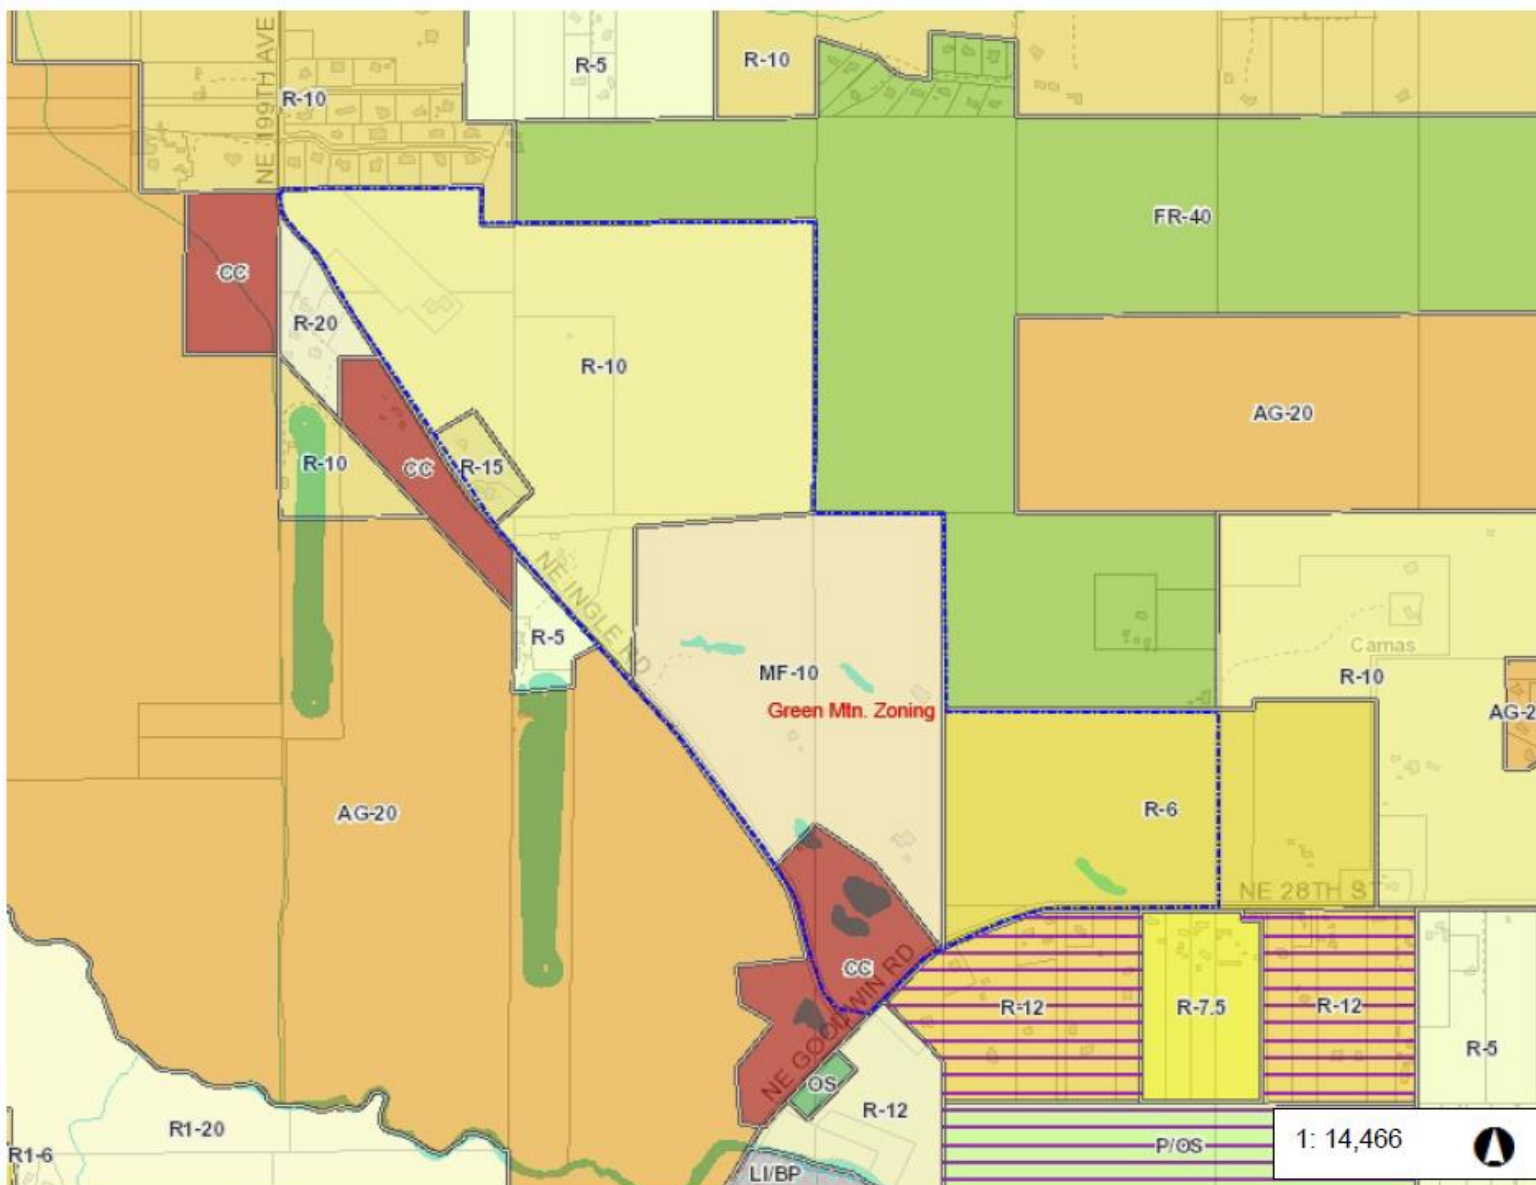 R-5
R-10
NE 199TH AVE
R-10
FR-40
CC
R-20
R-10
AG-20
R-10
CC
R-15
NE INGLE RD
R-5
Camas
MF-10
R-10
Green Mtn. Zoning
AG-2
AG-20
R-6
NE 28TH ST
CC
NE GOODWIN RD
R-12
R-7.5
R-12
R-5
OS
R-12
R1-20
R1-6
P/OS
1: 14,466
LI/BP